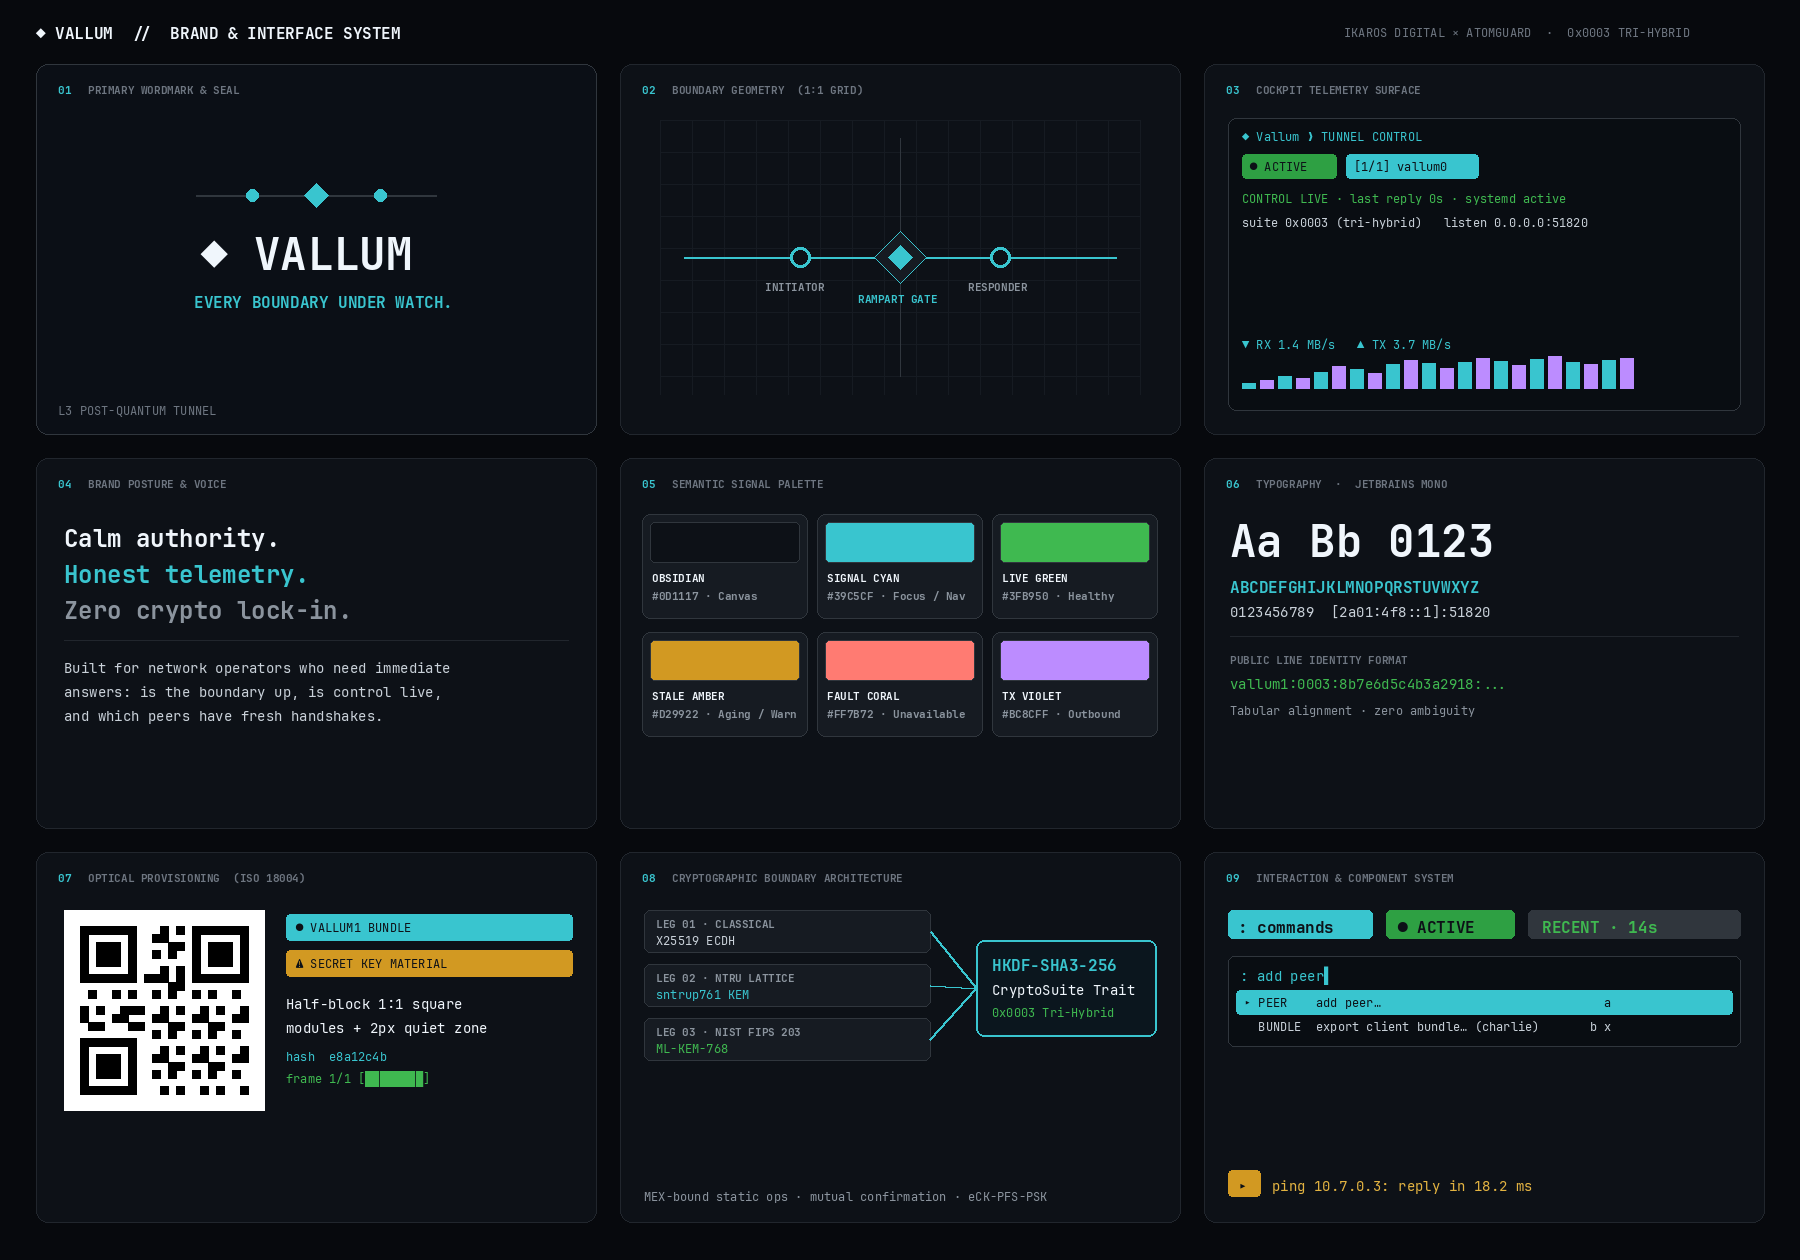 ◆ VALLUM // BRAND & INTERFACE SYSTEM
IKAROS DIGITAL × ATOMGUARD · 0x0003 TRI-HYBRID
01 PRIMARY WORDMARK & SEAL
◆ VALLUM
EVERY BOUNDARY UNDER WATCH.
L3 POST-QUANTUM TUNNEL
02 BOUNDARY GEOMETRY (1:1 GRID)
INITIATOR
RESPONDER
RAMPART GATE
03 COCKPIT TELEMETRY SURFACE
◆ Vallum ❯ TUNNEL CONTROL
● ACTIVE [1/1] vallum0
CONTROL LIVE · last reply 0s · systemd active
suite 0x0003 (tri-hybrid) listen 0.0.0.0:51820
▼ RX 1.4 MB/s ▲ TX 3.7 MB/s
04 BRAND POSTURE & VOICE
Calm authority.
Honest telemetry.
Zero crypto lock-in.
Built for network operators who need immediate
answers: is the boundary up, is control live,
and which peers have fresh handshakes.
05 SEMANTIC SIGNAL PALETTE
OBSIDIAN
#0D1117 · Canvas
SIGNAL CYAN
#39C5CF · Focus / Nav
LIVE GREEN
#3FB950 · Healthy
STALE AMBER
#D29922 · Aging / Warn
FAULT CORAL
#FF7B72 · Unavailable
TX VIOLET
#BC8CFF · Outbound
06 TYPOGRAPHY · JETBRAINS MONO
Aa Bb 0123
ABCDEFGHIJKLMNOPQRSTUVWXYZ
0123456789 [2a01:4f8::1]:51820
PUBLIC LINE IDENTITY FORMAT
vallum1:0003:8b7e6d5c4b3a2918:...
Tabular alignment · zero ambiguity
07 OPTICAL PROVISIONING (ISO 18004)
● VALLUM1 BUNDLE
▲ SECRET KEY MATERIAL
Half-block 1:1 square
modules + 2px quiet zone
hash e8a12c4b
frame 1/1 [████████]
08 CRYPTOGRAPHIC BOUNDARY ARCHITECTURE
LEG 01 · CLASSICAL
X25519 ECDH
LEG 02 · NTRU LATTICE
sntrup761 KEM
LEG 03 · NIST FIPS 203
ML-KEM-768
HKDF-SHA3-256
CryptoSuite Trait
0x0003 Tri-Hybrid
MEX-bound static ops · mutual confirmation · eCK-PFS-PSK
09 INTERACTION & COMPONENT SYSTEM
: commands
● ACTIVE
RECENT · 14s
: add peer
▸ PEER add peer… a
BUNDLE export client bundle… (charlie) b x
▸ ping 10.7.0.3: reply in 18.2 ms